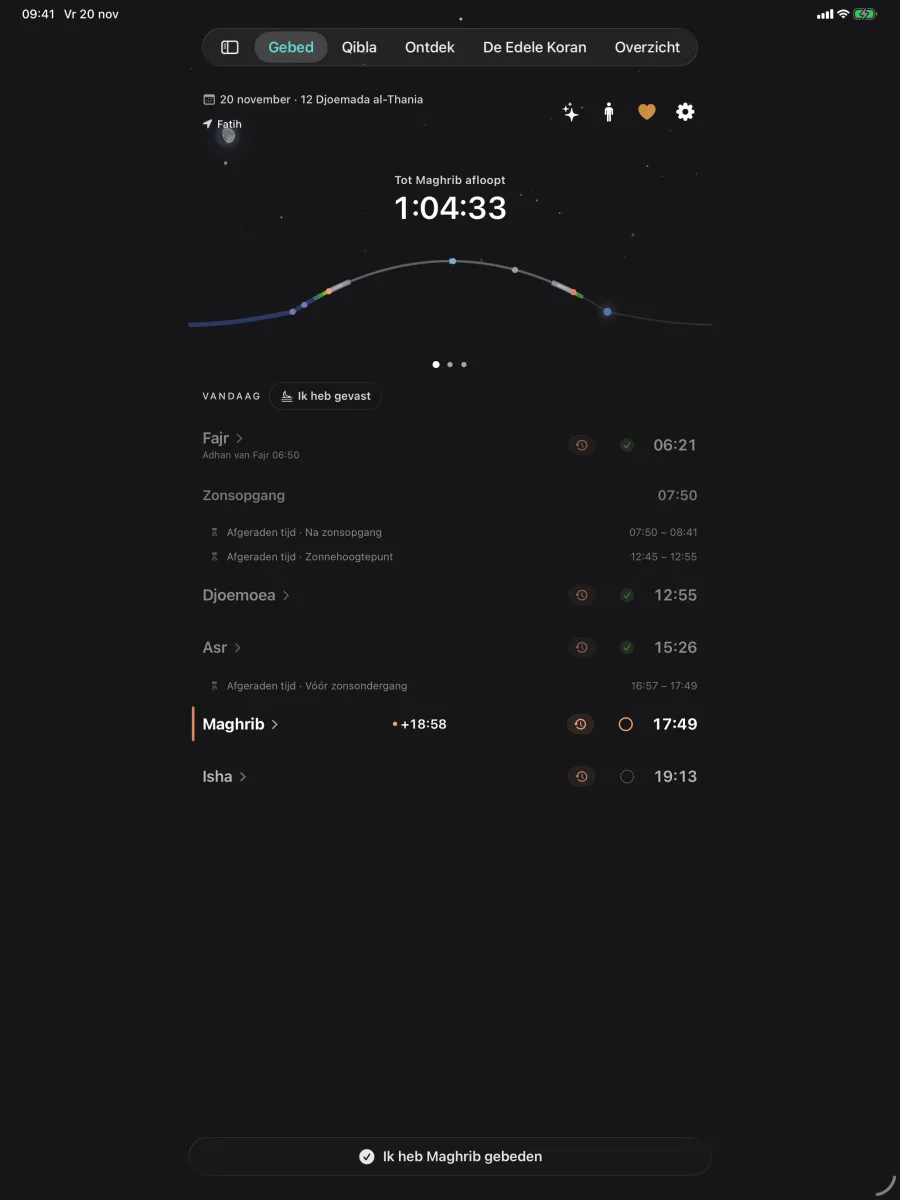 09:41 Vr 20 nov
Gebed Qibla Ontdek De Edele Koran Overzicht
20 november · 12 Djoemada al-Thania
Fatih
Tot Maghrib afloopt
1:04:33
VANDAAG Ik heb gevast
Fajr 06:21
Adhan van Fajr 06:50
Zonsopgang 07:50
Afgeraden tijd · Na zonsopgang 07:50 – 08:41
Afgeraden tijd · Zonnehoogtepunt 12:45 – 12:55
Djoemoea 12:55
Asr 15:26
Afgeraden tijd · Vóór zonsondergang 16:57 – 17:49
Maghrib +18:58 17:49
Isha 19:13
Ik heb Maghrib gebeden